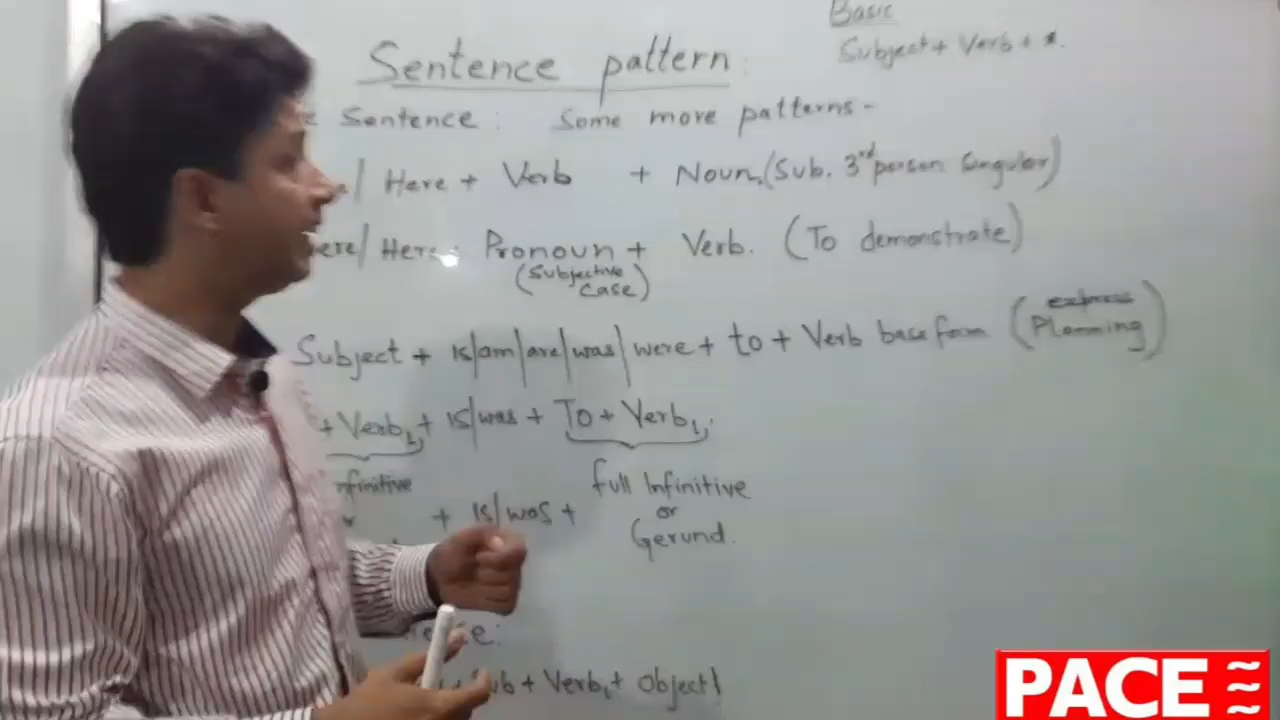 Basic
Subject + Verb + *.
Sentence pattern:
e Sentence: Some more patterns -
e/ Here + Verb + Noun, (Sub. 3rd person Singular)
ere/ Here + Pronoun + Verb. (To demonstrate)
(Subjective case)
Subject + is/am/are/was/were + to + Verb base form (express Planning)
+ Verb1 + is/was + To + Verb1.
nfinitive
full Infinitive
+ is/was + or
Gerund.
e:
Sub + Verb1 + Object
PACE